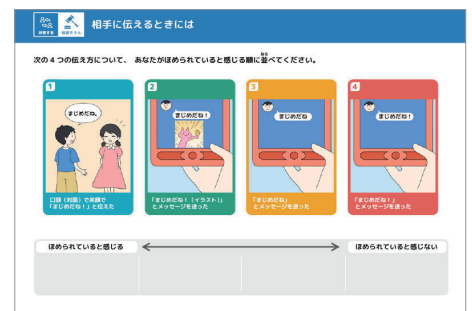 相手に伝えるときには
次の4つの伝え方について、あなたがほめられていると感じる順に並べてください。
1
まじめだね。
口頭（対面）で笑顔で
「まじめだね！」と伝えた
2
まじめだね！
「まじめだね！（イラスト）」
とメッセージを送った
3
まじめだね
「まじめだね」
とメッセージを送った
4
まじめだね！
「まじめだね！」
とメッセージを送った
ほめられていると感じる
ほめられていると感じない